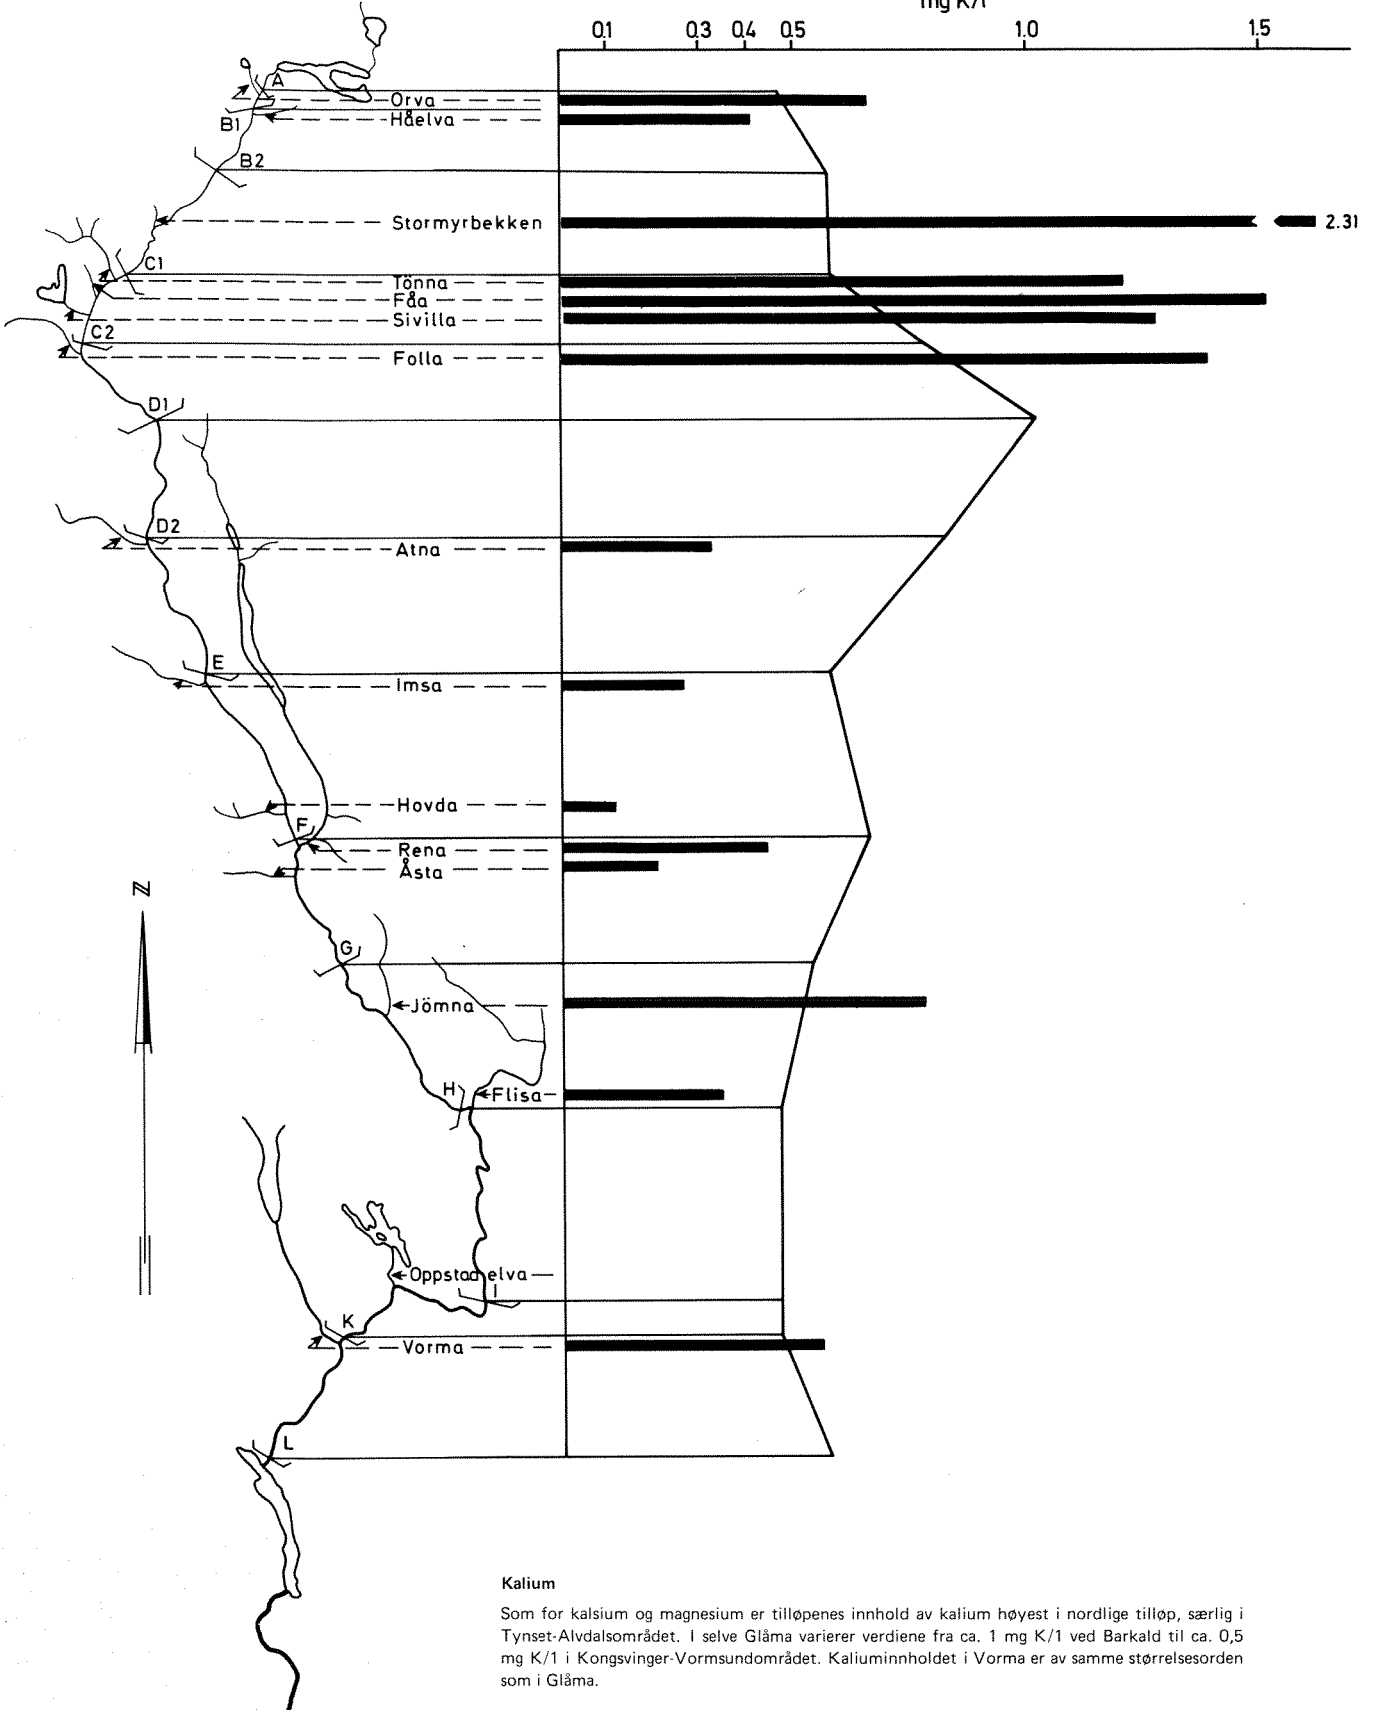 mg K/l
0.1 0.3 0.4 0.5 1.0 1.5
A
Orva
B1
Håelva
B2
Stormyrbekken
2.31
C1
Tönna
Fåa
Sivilla
C2
Folla
D1
D2
Atna
E
Imsa
Hovda
F
Rena
Åsta
N
G
Jömna
H
Flisa
Oppstadelva
I
K
Vorma
L
Kalium
Som for kalsium og magnesium er tilløpenes innhold av kalium høyest i nordlige tilløp, særlig i
Tynset-Alvdalsområdet. I selve Glåma varierer verdiene fra ca. 1 mg K/1 ved Barkald til ca. 0,5
mg K/1 i Kongsvinger-Vormsundområdet. Kaliuminnholdet i Vorma er av samme størrelsesorden
som i Glåma.